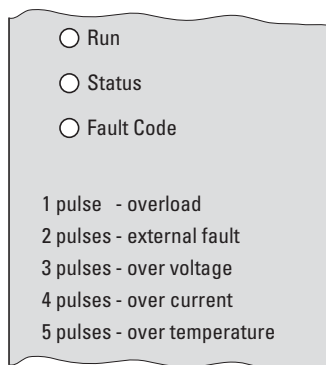 Run
Status
Fault Code
1 pulse - overload
2 pulses - external fault
3 pulses - over voltage
4 pulses - over current
5 pulses - over temperature